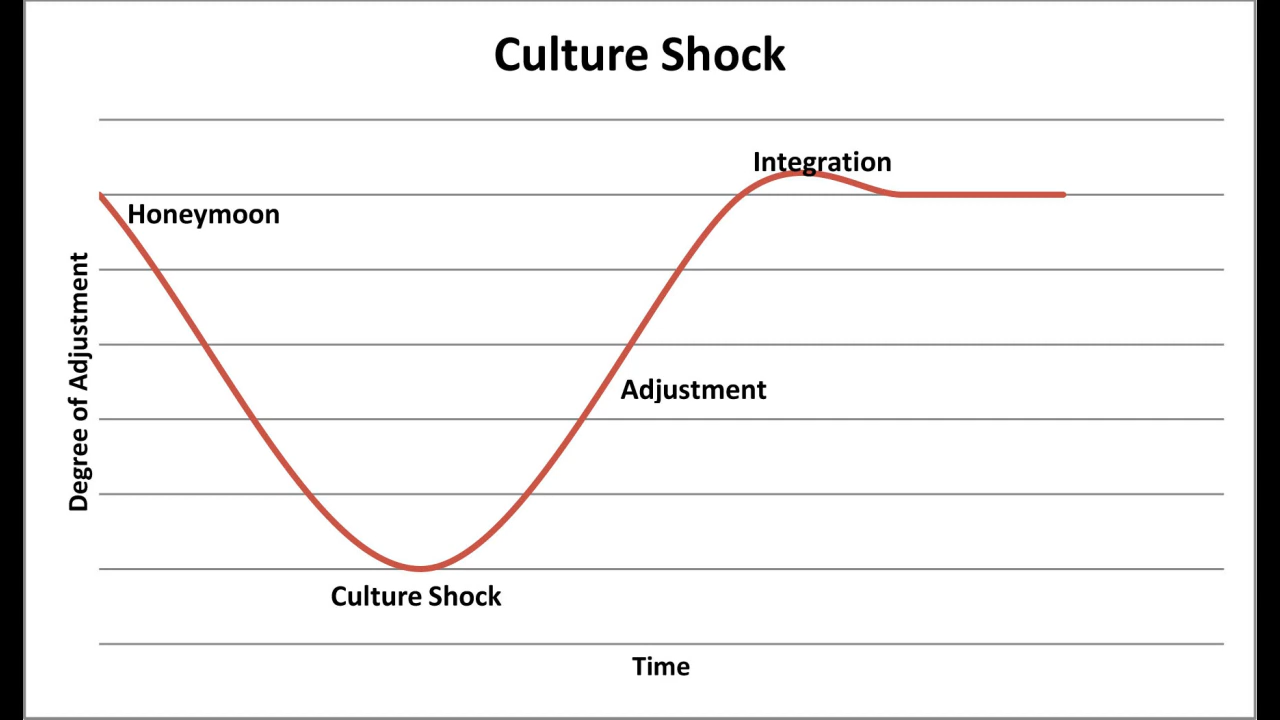 Culture Shock
Integration
Honeymoon
Degree of Adjustment
Adjustment
Culture Shock
Time